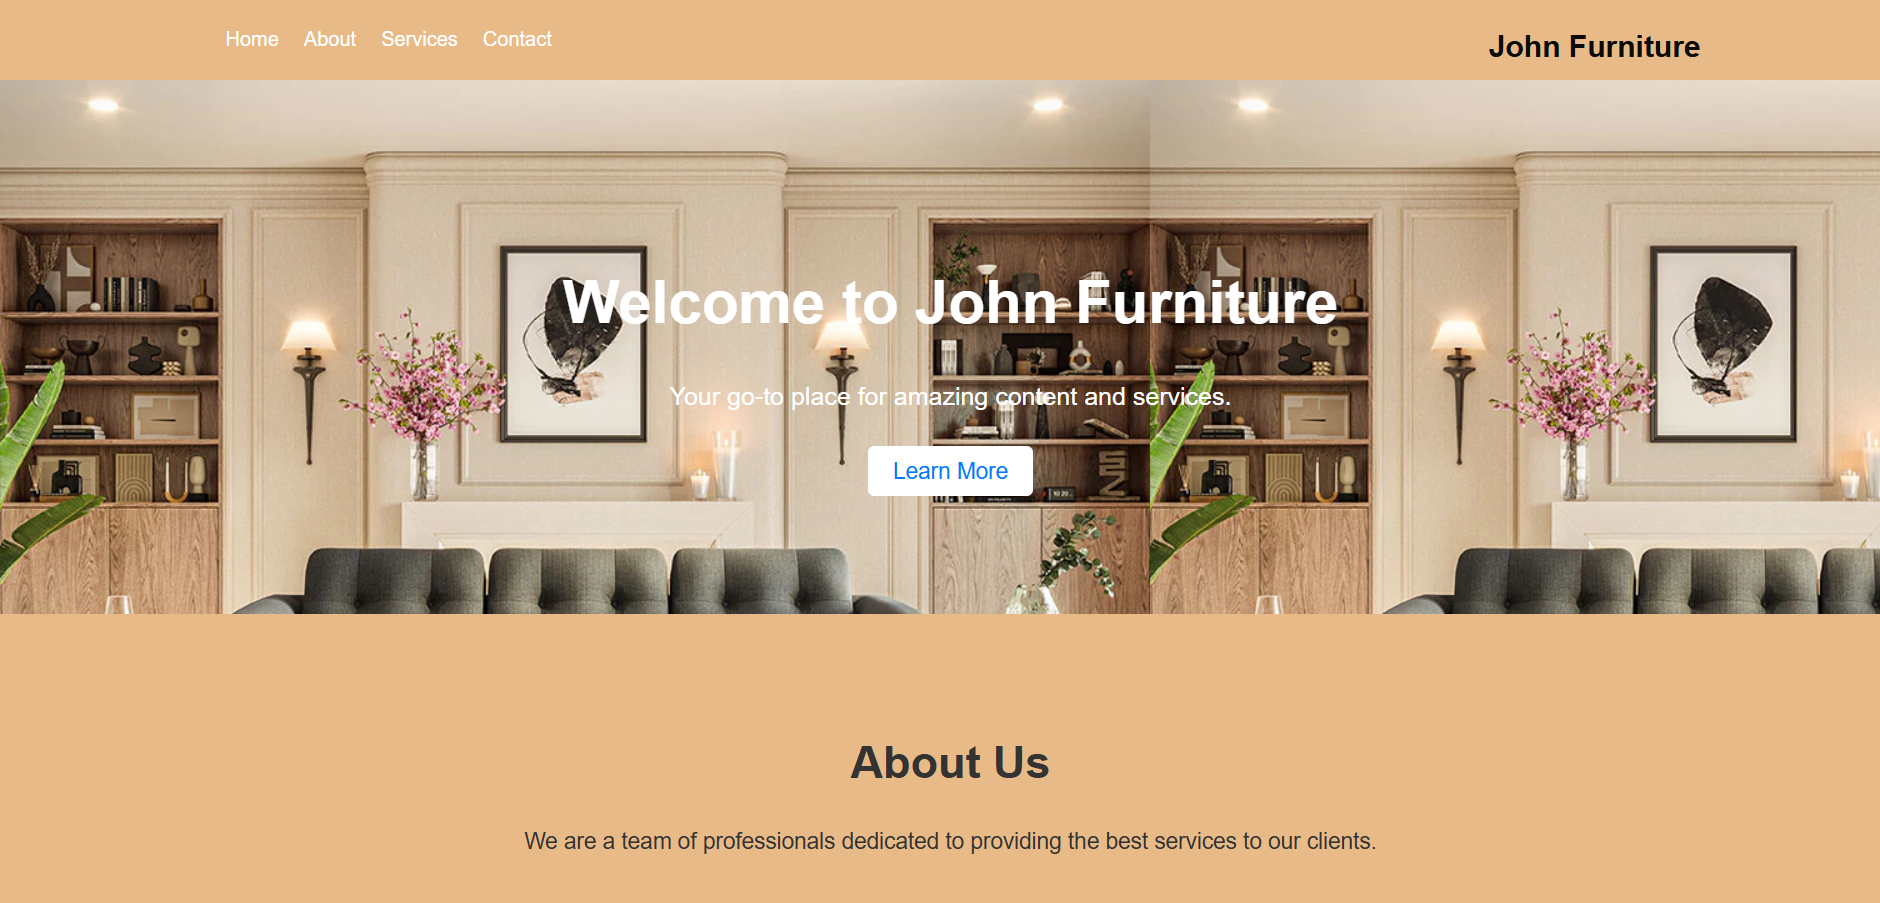 Home About Services Contact
John Furniture
Welcome to John Furniture
Your go-to place for amazing content and services.
Learn More
About Us
We are a team of professionals dedicated to providing the best services to our clients.